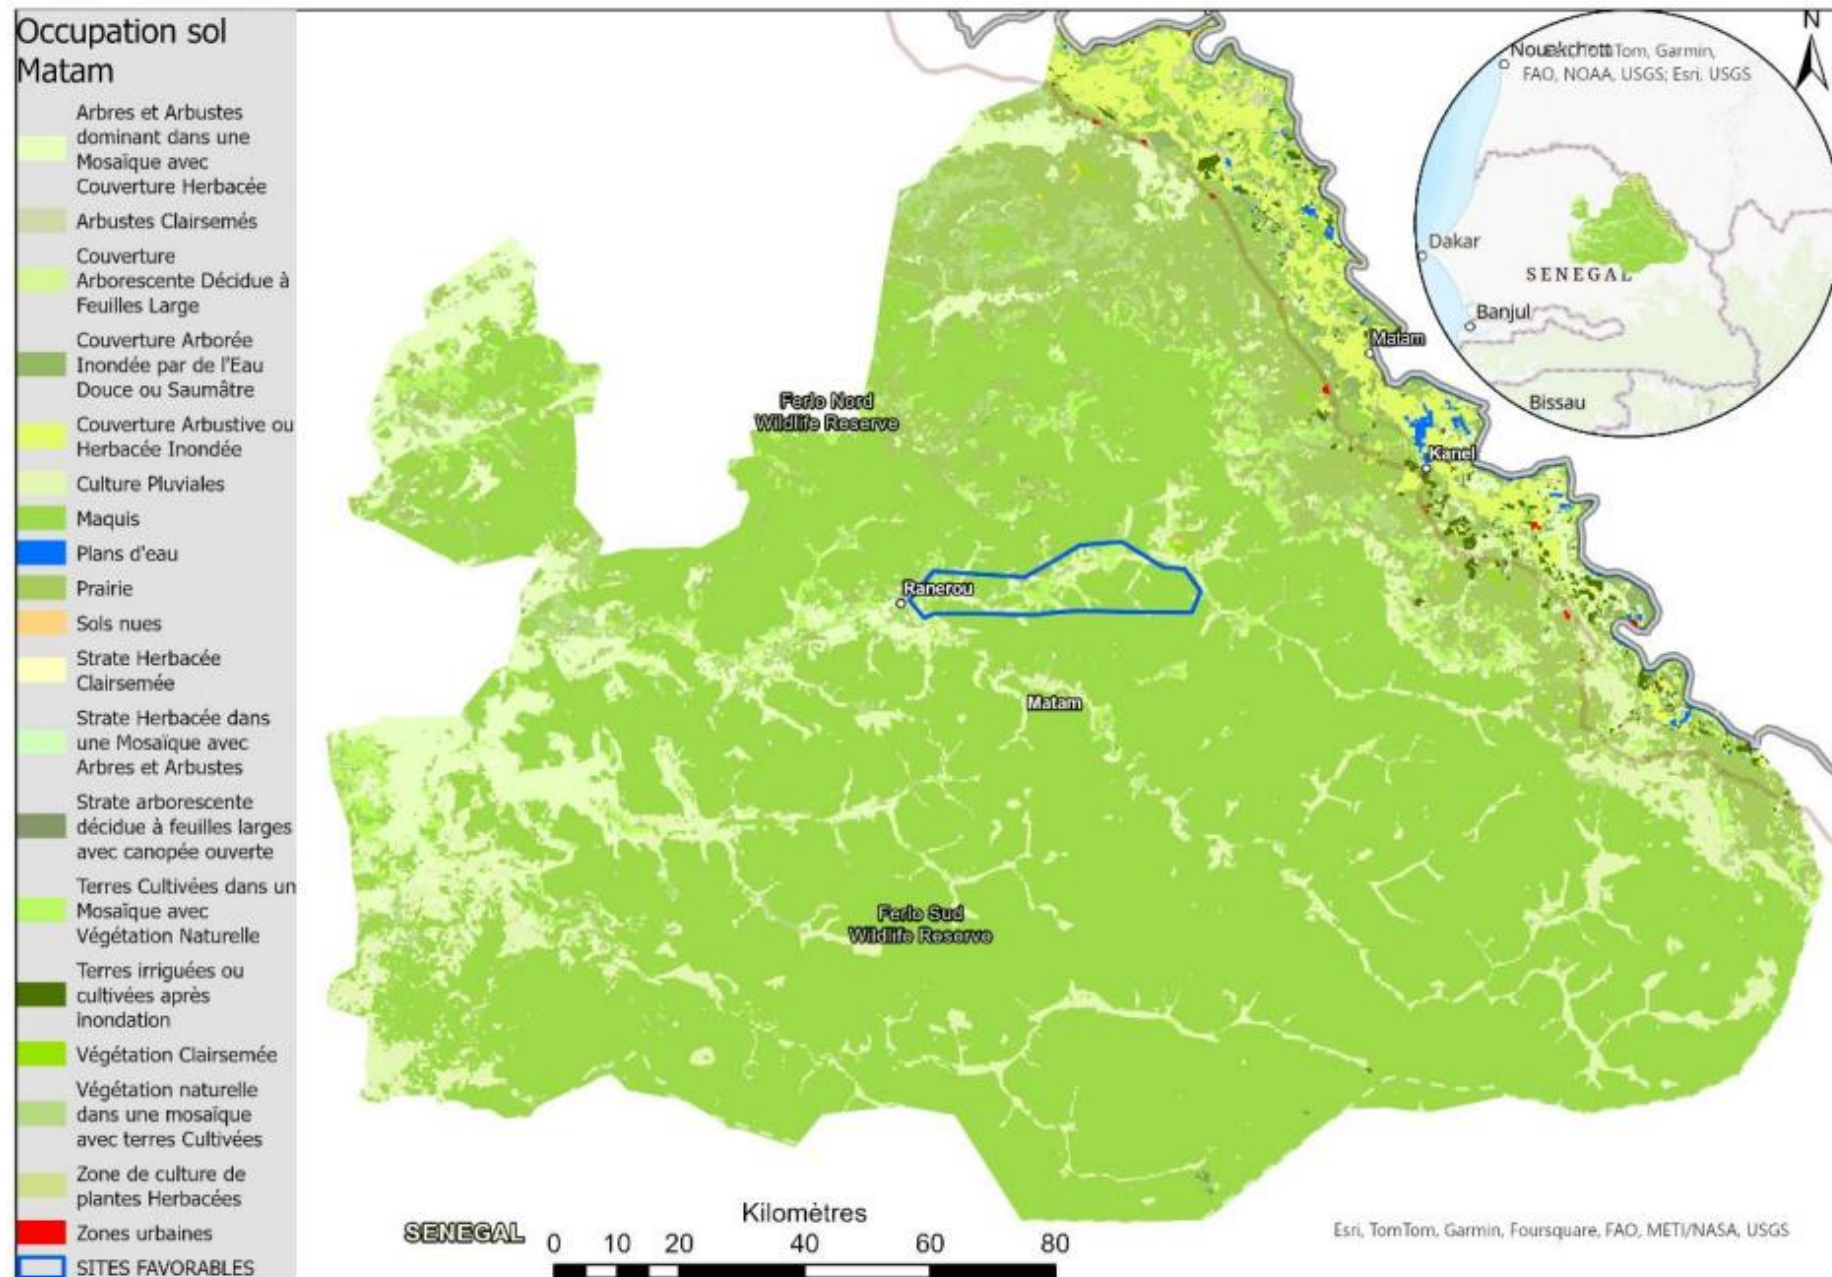 Occupation sol
Matam
Arbres et Arbustes
dominant dans une
Mosaïque avec
Couverture Herbacée
Arbustes Clairsemés
Couverture
Arborescente Décidue à
Feuilles Large
Couverture Arborée
Inondée par de l'Eau
Douce ou Saumâtre
Couverture Arbustive ou
Herbacée Inondée
Culture Pluviales
Maquis
Plans d'eau
Prairie
Sols nues
Strate Herbacée
Clairsemée
Strate Herbacée dans
une Mosaïque avec
Arbres et Arbustes
Strate arborescente
décidue à feuilles larges
avec canopée ouverte
Terres Cultivées dans un
Mosaïque avec
Végétation Naturelle
Terres irriguées ou
cultivées après
inondation
Végétation Clairsemée
Végétation naturelle
dans une mosaïque
avec terres Cultivées
Zone de culture de
plantes Herbacées
Zones urbaines
SITES FAVORABLES
Ferlo Nord
Wildlife Reserve
Matam
Kanel
Ranerou
Matam
Ferlo Sud
Wildlife Reserve
SENEGAL
Kilomètres
0 10 20 40 60 80
N
Nouakchott
TomTom, Garmin,
FAO, NOAA, USGS; Esri, USGS
Dakar
SENEGAL
Banjul
Bissau
Esri, TomTom, Garmin, Foursquare, FAO, METI/NASA, USGS